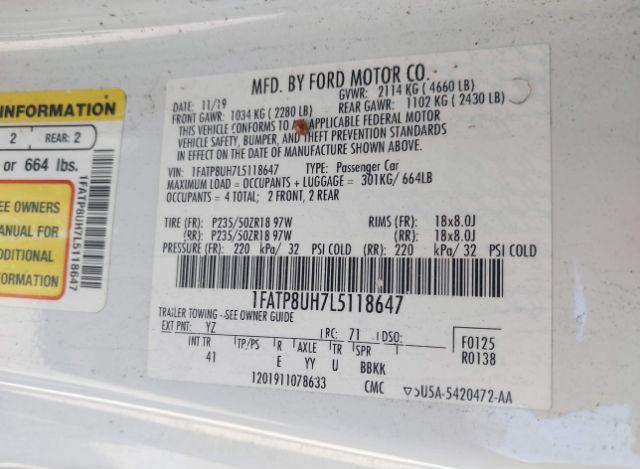 INFORMATION
2 REAR: 2
or 664 lbs.
EE OWNERS
MANUAL FOR
ADDITIONAL
INFORMATION
1FATP8UH7L5118647
MFD. BY FORD MOTOR CO.
DATE: 11/19 GVWR: 2114 KG ( 4660 LB)
FRONT GAWR: 1034 KG ( 2280 LB) REAR GAWR: 1102 KG ( 2430 LB)
THIS VEHICLE CONFORMS TO APPLICABLE FEDERAL MOTOR
VEHICLE SAFETY, BUMPER, AND THEFT PREVENTION STANDARDS
IN EFFECT ON THE DATE OF MANUFACTURE SHOWN ABOVE.
VIN: 1FATP8UH7L5118647 TYPE: Passenger Car
MAXIMUM LOAD = OCCUPANTS + LUGGAGE = 301KG/ 664LB
OCCUPANTS = 4 TOTAL; 2 FRONT, 2 REAR
TIRE (FR): P235/50ZR18 97W RIMS (FR): 18x8.0J
(RR): P235/50ZR18 97W (RR): 18x8.0J
PRESSURE (FR): 220 kPa/ 32 PSI COLD (RR): 220 kPa/ 32 PSI COLD
1FATP8UH7L5118647
TRAILER TOWING - SEE OWNER GUIDE
EXT PNT: YZ RC: 71 DSO: F0125
INT TR TP/PS R AXLE TR SPR R0138
41 E YY U BBKK
1201911078633 CMC U5A-5420472-AA